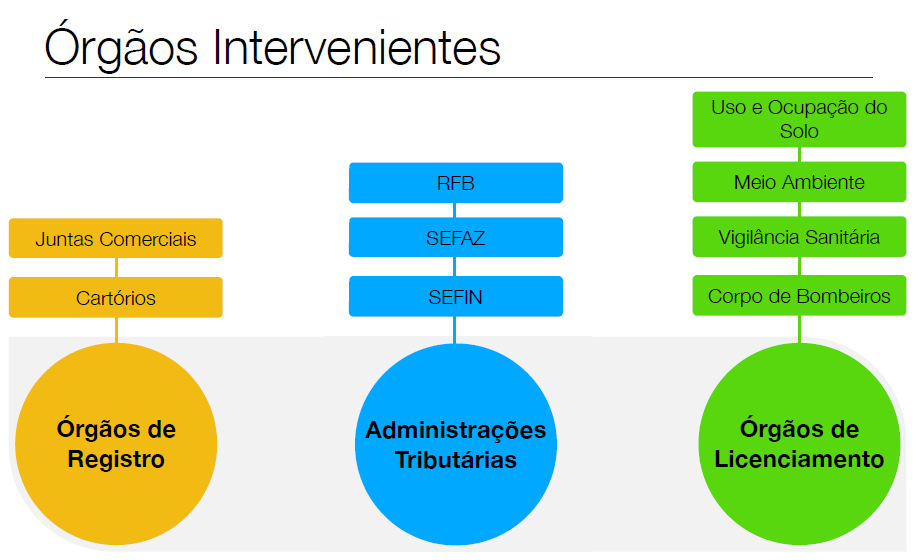 Órgãos Intervenientes
Juntas Comerciais
Cartórios
Órgãos de
Registro
RFB
SEFAZ
SEFIN
Administrações
Tributárias
Uso e Ocupação do
Solo
Meio Ambiente
Vigilância Sanitária
Corpo de Bombeiros
Órgãos de
Licenciamento